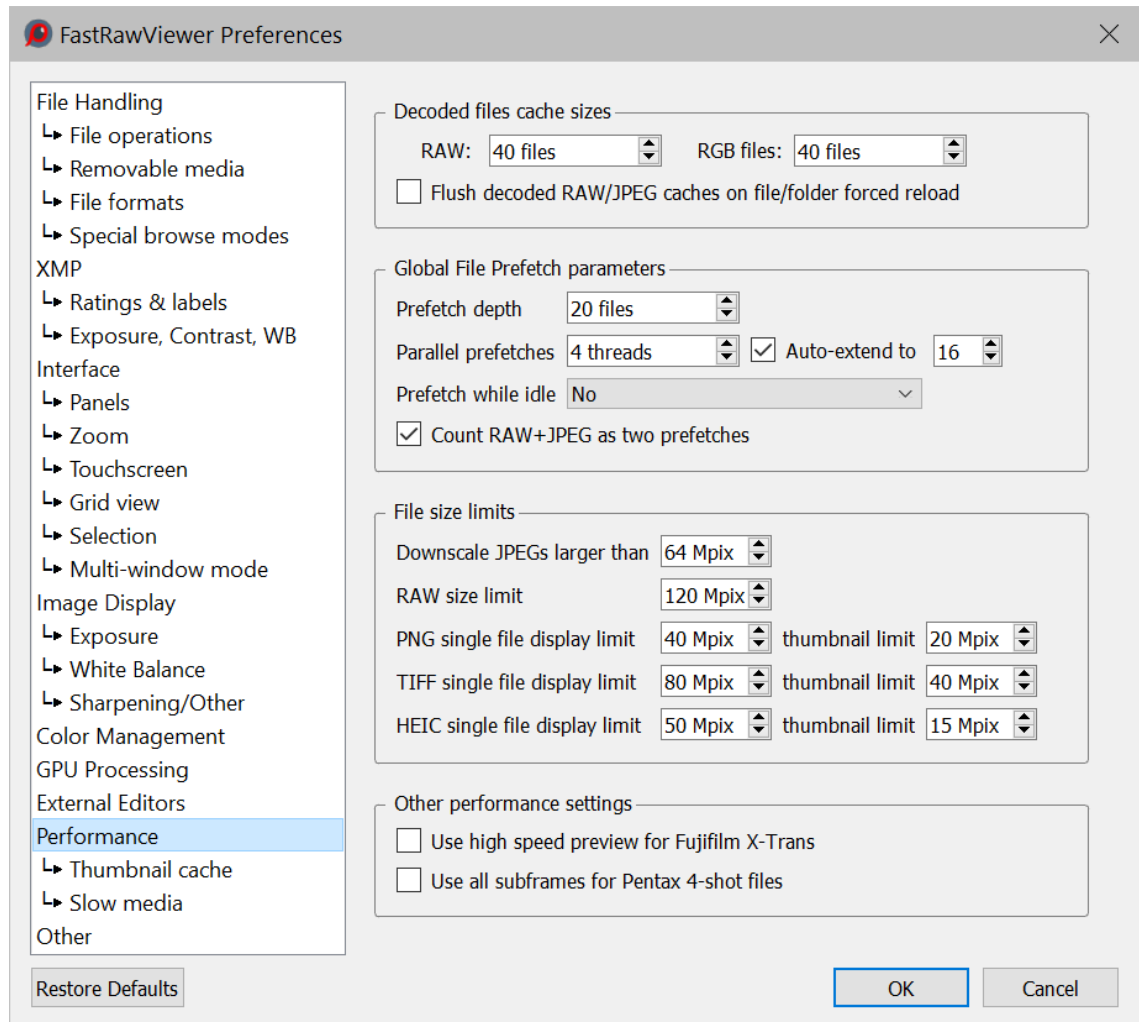 FastRawViewer Preferences
File Handling
File operations
Removable media
File formats
Special browse modes
XMP
Ratings & labels
Exposure, Contrast, WB
Interface
Panels
Zoom
Touchscreen
Grid view
Selection
Multi-window mode
Image Display
Exposure
White Balance
Sharpening/Other
Color Management
GPU Processing
External Editors
Performance
Thumbnail cache
Slow media
Other
Decoded files cache sizes
RAW: 40 files RGB files: 40 files
Flush decoded RAW/JPEG caches on file/folder forced reload
Global File Prefetch parameters
Prefetch depth 20 files
Parallel prefetches 4 threads Auto-extend to 16
Prefetch while idle No
Count RAW+JPEG as two prefetches
File size limits
Downscale JPEGs larger than 64 Mpix
RAW size limit 120 Mpix
PNG single file display limit 40 Mpix thumbnail limit 20 Mpix
TIFF single file display limit 80 Mpix thumbnail limit 40 Mpix
HEIC single file display limit 50 Mpix thumbnail limit 15 Mpix
Other performance settings
Use high speed preview for Fujifilm X-Trans
Use all subframes for Pentax 4-shot files
Restore Defaults OK Cancel